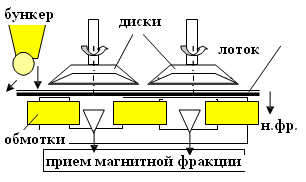 бункер
диски
лоток
обмотки
н.фр.
прием магнитной фракции